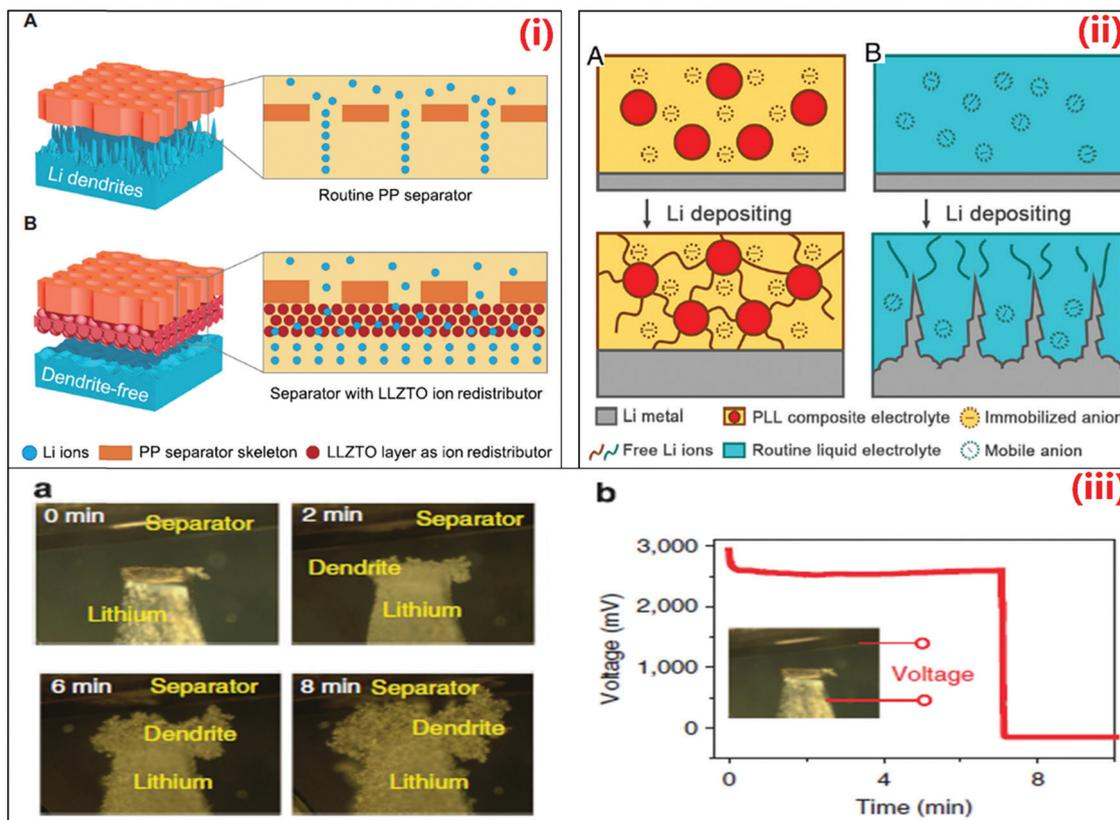 (i)
A
Li dendrites
Routine PP separator
B
Dendrite-free
Separator with LLZTO ion redistributor
Li ions PP separator skeleton LLZTO layer as ion redistributor
(ii)
A B
Li depositing Li depositing
Li metal PLL composite electrolyte Immobilized anion
Free Li ions Routine liquid electrolyte Mobile anion
(iii)
a
0 min Separator
Lithium
2 min Separator
Dendrite
Lithium
6 min Separator
Dendrite
Lithium
8 min Separator
Dendrite
Lithium
b
Voltage (mV)
3,000
2,000
1,000
0
Voltage
0 4 8
Time (min)